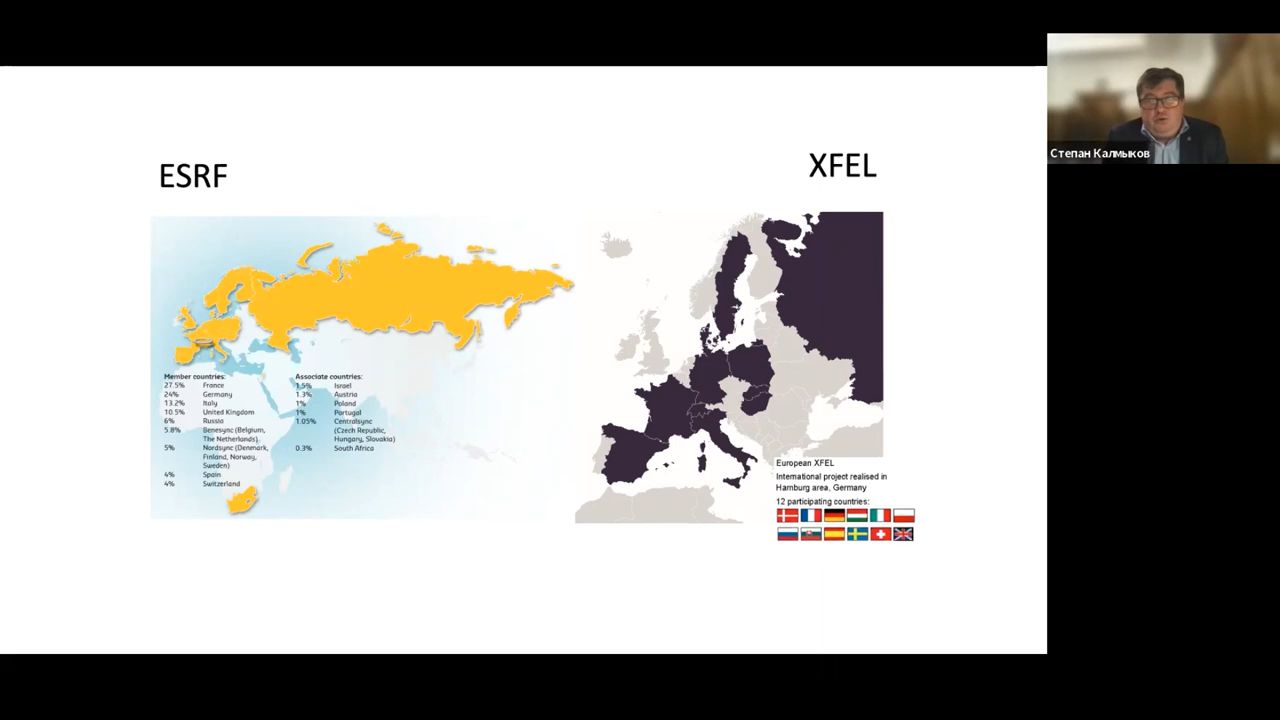 ESRF
XFEL
Степан Калмыков
Member countries:
27.5% France
24% Germany
13.2% Italy
10.5% United Kingdom
6% Russia
5.8% Benesync (Belgium,
The Netherlands)
5% Nordsync (Denmark,
Finland, Norway,
Sweden)
4% Spain
4% Switzerland
Associate countries:
1.5% Israel
1.3% Austria
1% Poland
1% Portugal
1.05% Centralsync
(Czech Republic,
Hungary, Slovakia)
0.3% South Africa
European XFEL
International project realised in
Hamburg area, Germany
12 participating countries: